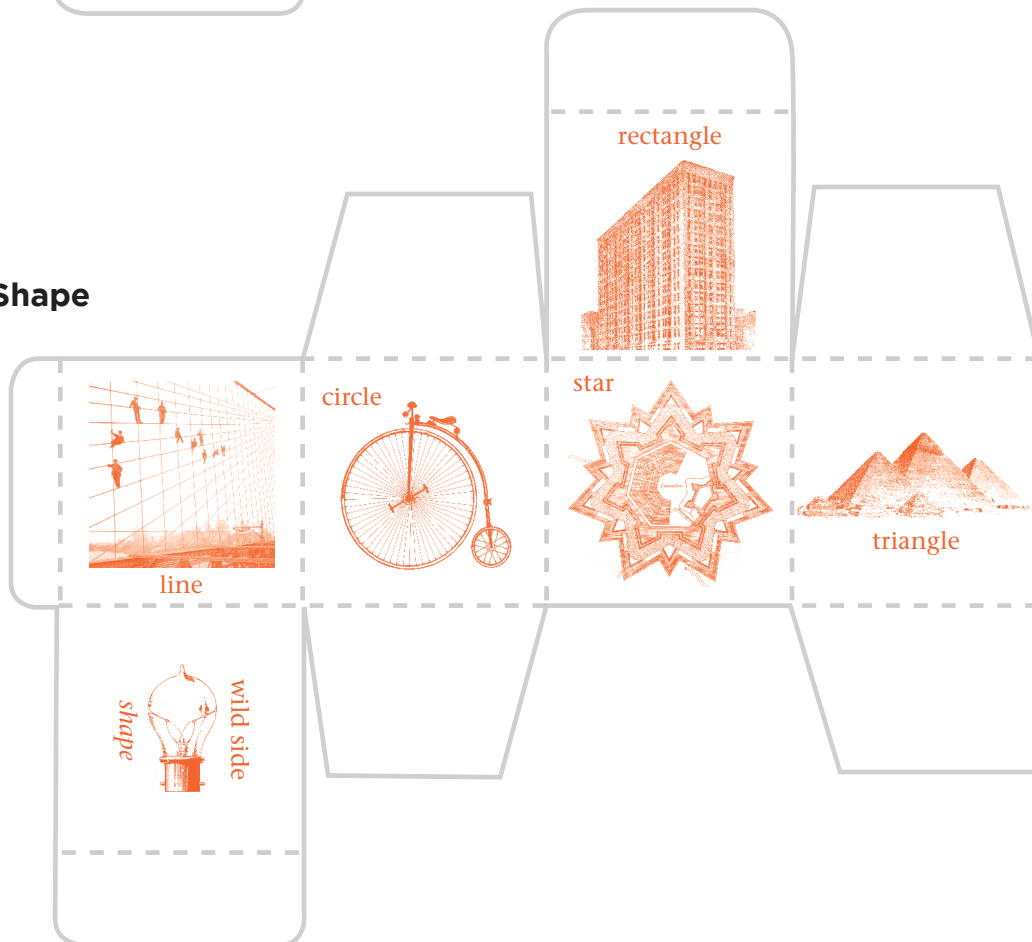 rectangle
Shape
circle
star
line
triangle
wild side
shape